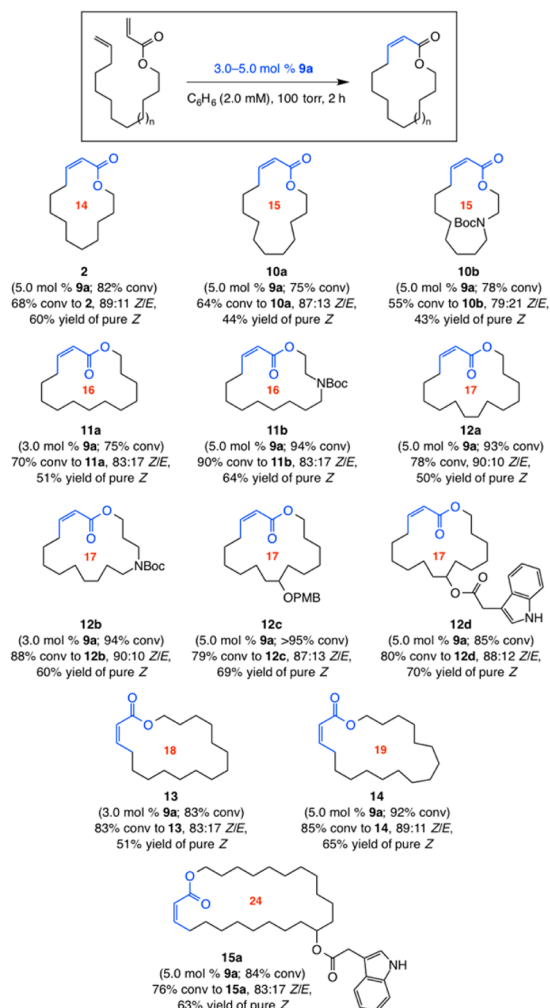 O
O
3.0–5.0 mol % 9a
C6H6 (2.0 mM), 100 torr, 2 h
( )n
O
O
( )n
O
O
14
2
(5.0 mol % 9a; 82% conv)
68% conv to 2, 89:11 Z/E,
60% yield of pure Z
O
O
15
10a
(5.0 mol % 9a; 75% conv)
64% conv to 10a, 87:13 Z/E,
44% yield of pure Z
O
O
15
BocN
10b
(5.0 mol % 9a; 78% conv)
55% conv to 10b, 79:21 Z/E,
43% yield of pure Z
O
O
16
11a
(3.0 mol % 9a; 75% conv)
70% conv to 11a, 83:17 Z/E,
51% yield of pure Z
O
O
16
NBoc
11b
(5.0 mol % 9a; 94% conv)
90% conv to 11b, 83:17 Z/E,
64% yield of pure Z
O
O
17
12a
(5.0 mol % 9a; 93% conv)
78% conv, 90:10 Z/E,
50% yield of pure Z
O
O
17
NBoc
12b
(3.0 mol % 9a; 94% conv)
88% conv to 12b, 90:10 Z/E,
60% yield of pure Z
O
O
17
OPMB
12c
(5.0 mol % 9a; >95% conv)
79% conv to 12c, 87:13 Z/E,
69% yield of pure Z
O
O
17
O
O
NH
12d
(5.0 mol % 9a; 85% conv)
80% conv to 12d, 88:12 Z/E,
70% yield of pure Z
O
O
18
13
(3.0 mol % 9a; 83% conv)
83% conv to 13, 83:17 Z/E,
51% yield of pure Z
O
O
19
14
(5.0 mol % 9a; 92% conv)
85% conv to 14, 89:11 Z/E,
65% yield of pure Z
O
O
24
O
O
NH
15a
(5.0 mol % 9a; 84% conv)
76% conv to 15a, 83:17 Z/E,
63% yield of pure Z